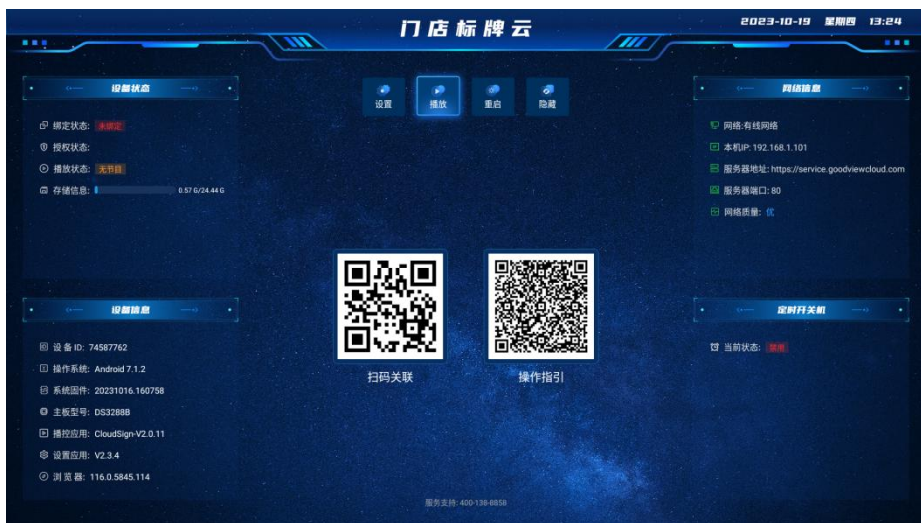 门店标牌云
2023-10-19 星期四 13:24
设备状态
绑定状态: 未绑定
授权状态:
播放状态: 无节目
存储信息: 0.57 G/24.44 G
设置
播放
重启
隐藏
网络信息
网络:有线网络
本机IP: 192.168.1.101
服务器地址: https://service.goodviewcloud.com
服务器端口: 80
网络质量: 优
设备信息
设 备 ID: 74587762
操作系统: Android 7.1.2
系统固件: 20231016.160758
主板型号: DS3288B
播控应用: CloudSign-V2.0.11
设置应用: V2.3.4
浏 览 器: 116.0.5845.114
扫码关联
操作指引
定时开关机
当前状态: 禁用
服务支持: 400-138-8858